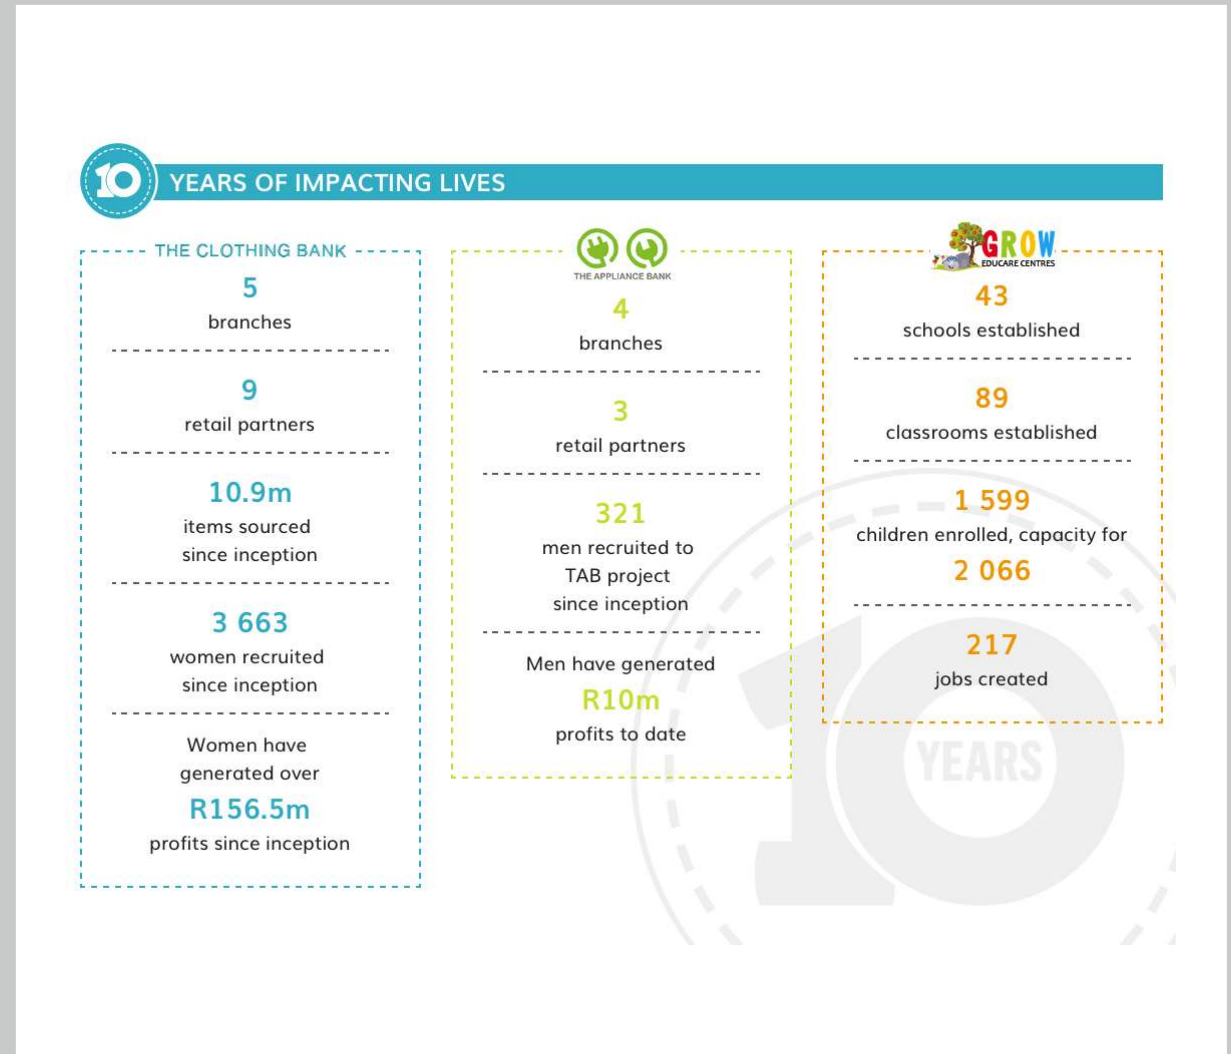 10 YEARS OF IMPACTING LIVES
THE CLOTHING BANK
5
branches
9
retail partners
10.9m
items sourced
since inception
3 663
women recruited
since inception
Women have
generated over
R156.5m
profits since inception
THE APPLIANCE BANK
4
branches
3
retail partners
321
men recruited to
TAB project
since inception
Men have generated
R10m
profits to date
GROW
EDUCARE CENTRES
43
schools established
89
classrooms established
1 599
children enrolled, capacity for
2 066
217
jobs created
10
YEARS